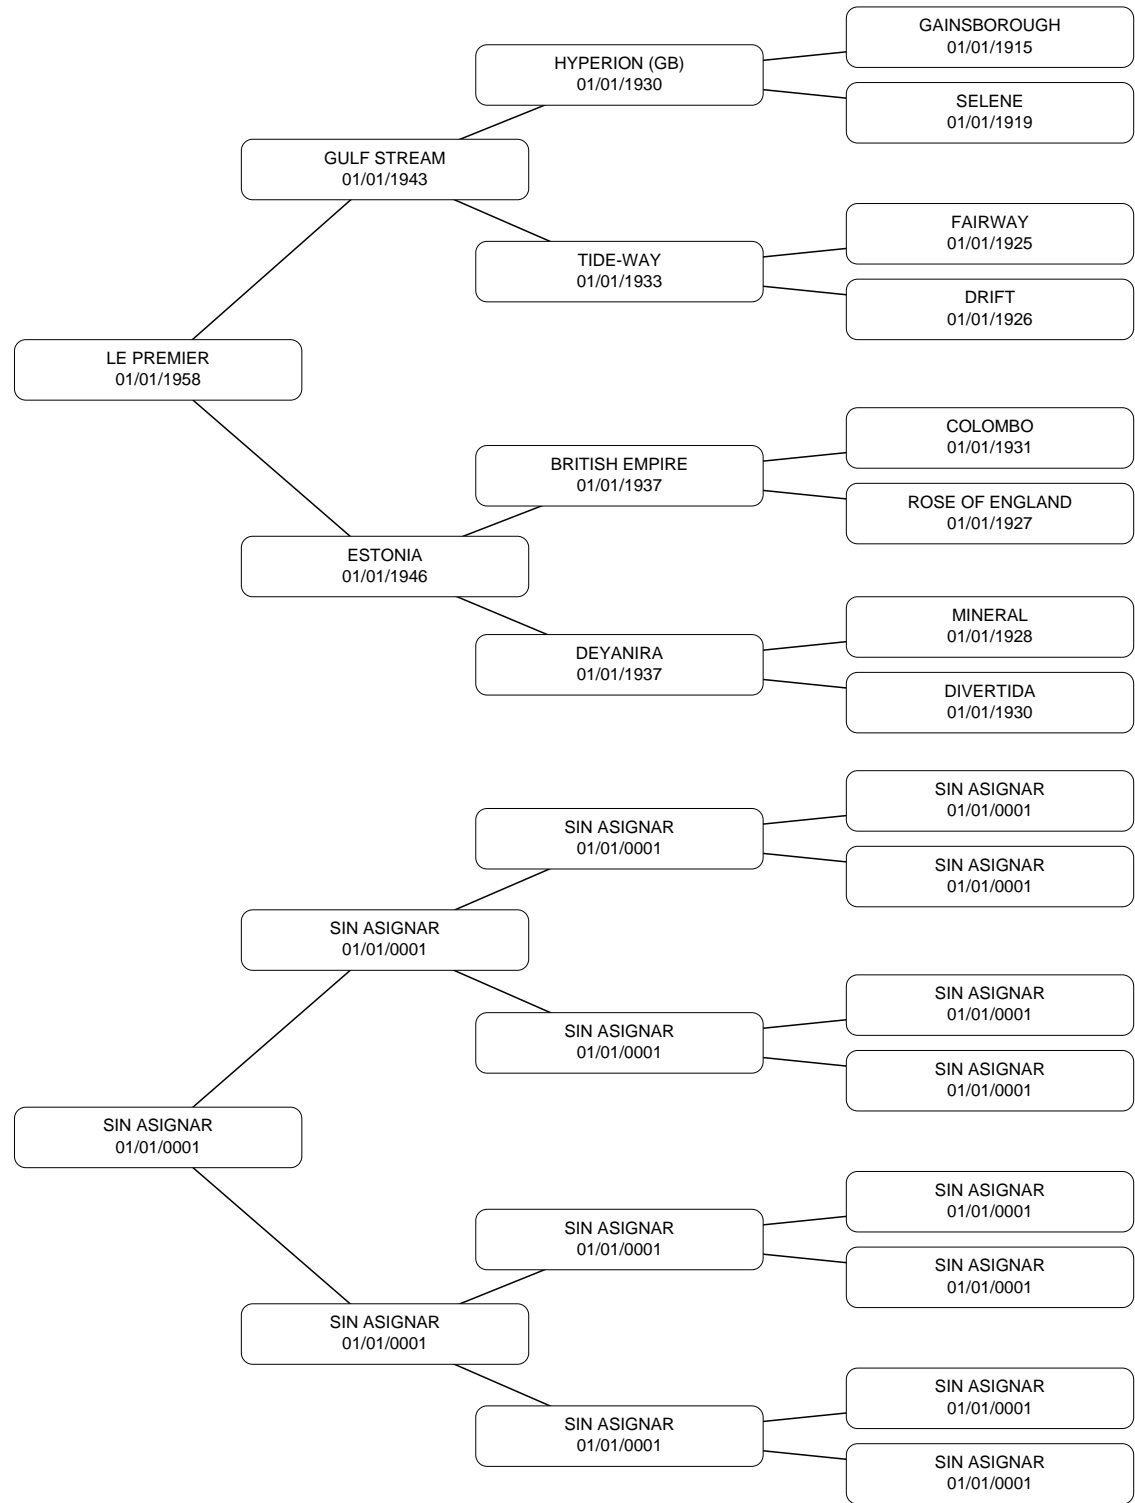 GAINSBOROUGH
01/01/1915
HYPERION (GB)
01/01/1930
SELENE
01/01/1919
GULF STREAM
01/01/1943
FAIRWAY
01/01/1925
TIDE-WAY
01/01/1933
DRIFT
01/01/1926
LE PREMIER
01/01/1958
COLOMBO
01/01/1931
BRITISH EMPIRE
01/01/1937
ROSE OF ENGLAND
01/01/1927
ESTONIA
01/01/1946
MINERAL
01/01/1928
DEYANIRA
01/01/1937
DIVERTIDA
01/01/1930
SIN ASIGNAR
01/01/0001
SIN ASIGNAR
01/01/0001
SIN ASIGNAR
01/01/0001
SIN ASIGNAR
01/01/0001
SIN ASIGNAR
01/01/0001
SIN ASIGNAR
01/01/0001
SIN ASIGNAR
01/01/0001
SIN ASIGNAR
01/01/0001
SIN ASIGNAR
01/01/0001
SIN ASIGNAR
01/01/0001
SIN ASIGNAR
01/01/0001
SIN ASIGNAR
01/01/0001
SIN ASIGNAR
01/01/0001
SIN ASIGNAR
01/01/0001
SIN ASIGNAR
01/01/0001